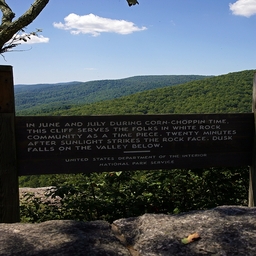 IN JUNE AND JULY DURING CORN-CHOPPIN TIME,
THIS CLIFF SERVES THE FOLKS IN WHITE ROCK
COMMUNITY AS A TIME PIECE. TWENTY MINUTES
AFTER SUNLIGHT STRIKES THE ROCK FACE, DUSK
FALLS ON THE VALLEY BELOW.
UNITED STATES DEPARTMENT OF THE INTERIOR
NATIONAL PARK SERVICE